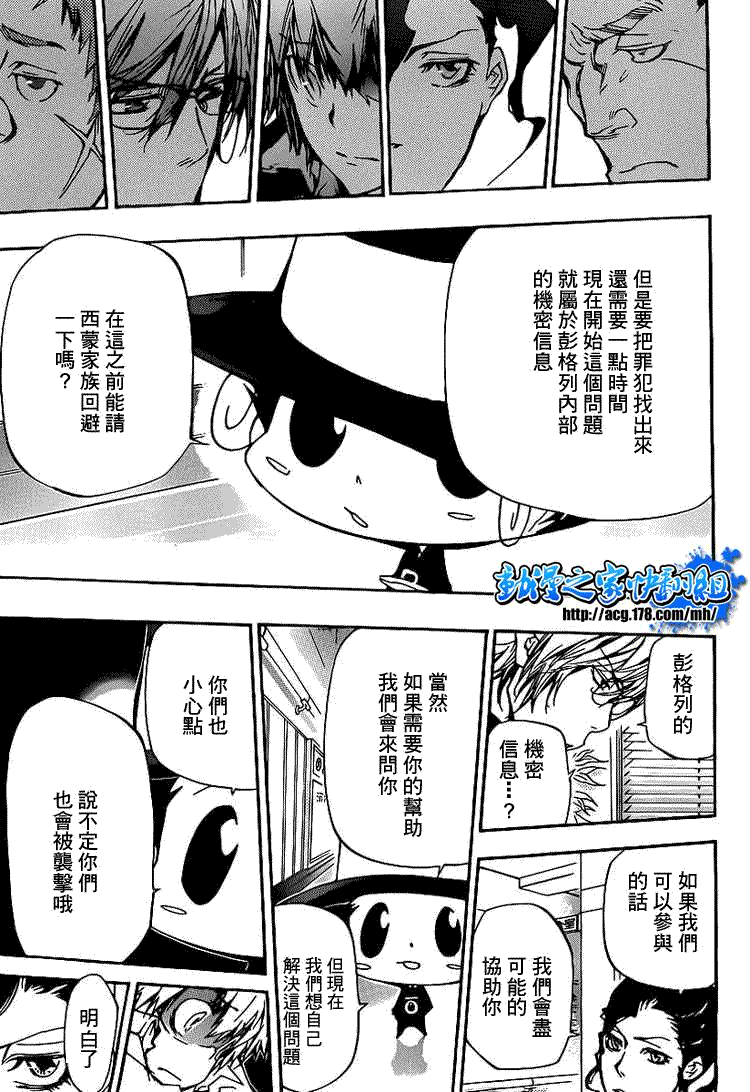 但是要把罪犯找出來
還需要一點時間
現在開始這個問題
就屬於彭格列內部
的機密信息
在這之前能請
西蒙家族回避
一下嗎？
動漫之家汉化組
http://acg.178.com/mh/
彭格列的
機密
信息…？
如果我們
可以參與
的話
我們會盡
可能的
協助你
當然
如果需要你的幫助
我們會來問你
但現在
我們想自己
解決這個問題
你們也
小心點
說不定你們
也會被襲擊哦
明白了